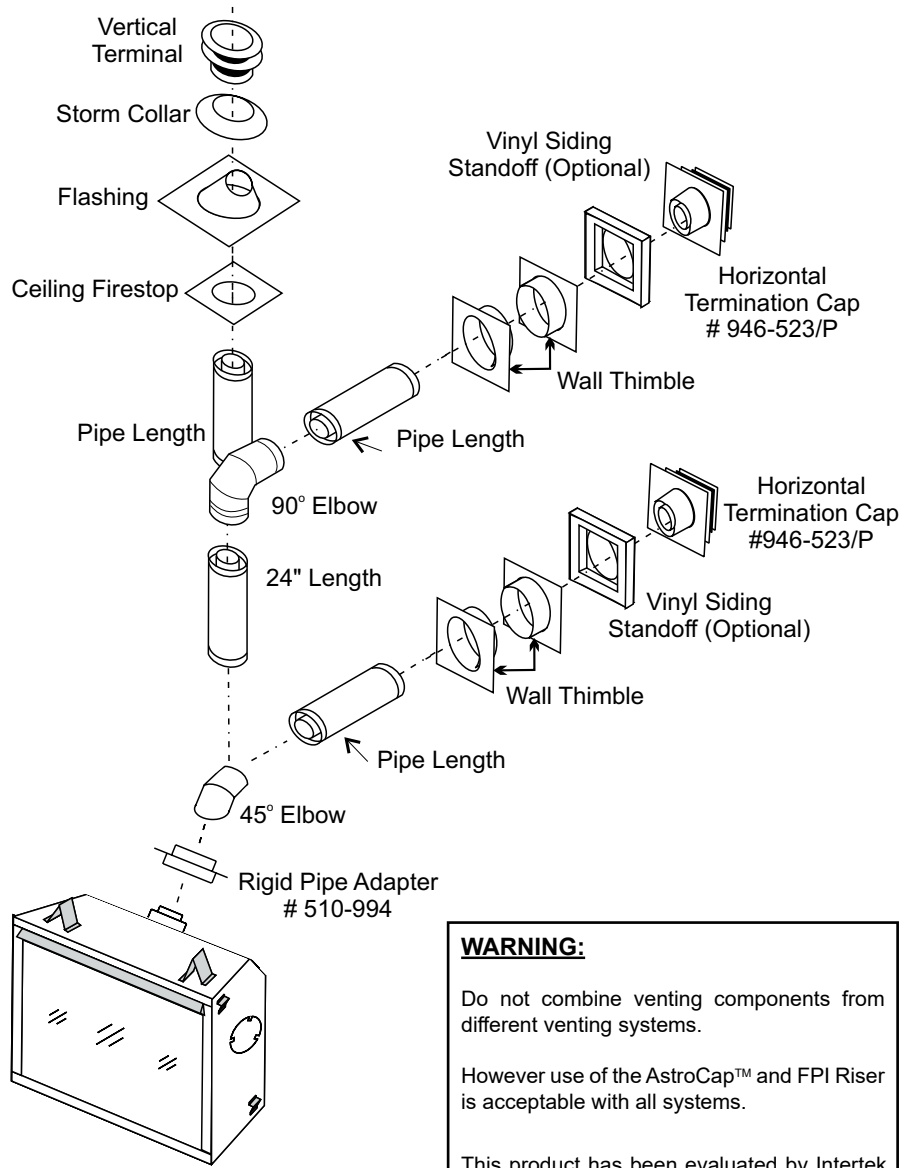 Vertical
Terminal
Storm Collar
Flashing
Ceiling Firestop
Pipe Length
90° Elbow
24" Length
Pipe Length
Wall Thimble
Vinyl Siding
Standoff (Optional)
Horizontal
Termination Cap
# 946-523/P
Horizontal
Termination Cap
#946-523/P
Vinyl Siding
Standoff (Optional)
Wall Thimble
Pipe Length
45° Elbow
Rigid Pipe Adapter
# 510-994
WARNING:
Do not combine venting components from
different venting systems.
However use of the AstroCap™ and FPI Riser
is acceptable with all systems.
This product has been evaluated by Intertek